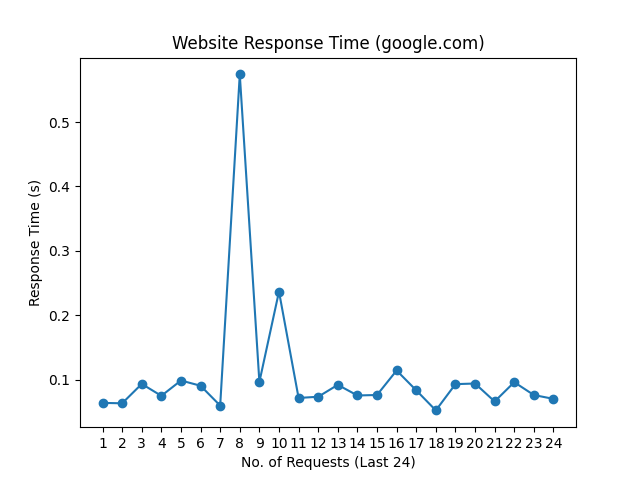 Website Response Time (google.com)
Response Time (s)
0.5
0.4
0.3
0.2
0.1
1 2 3 4 5 6 7 8 9 10 11 12 13 14 15 16 17 18 19 20 21 22 23 24
No. of Requests (Last 24)